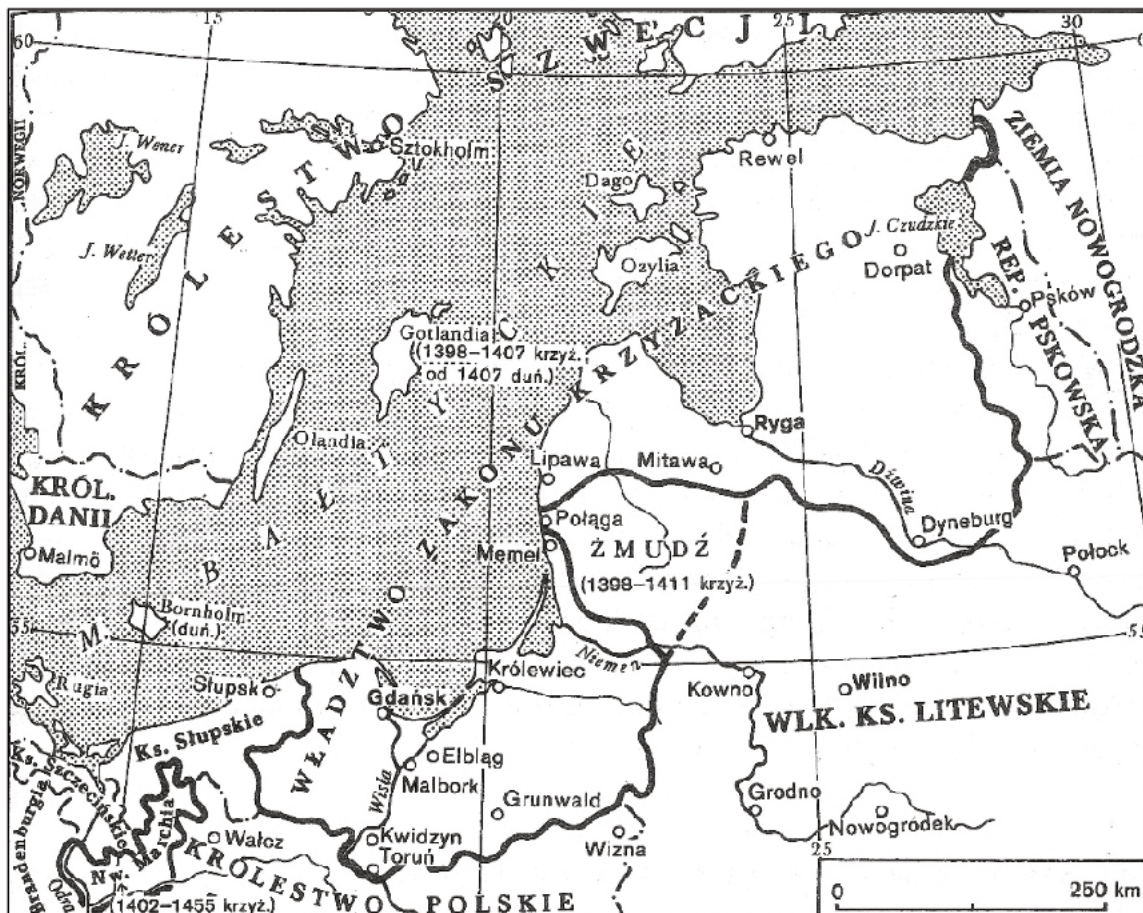 15
20
25
30
60
6
KRÓLESTWO SZWECJI
NORWEGII
KRÓL.
J. Wener
J. Wetter
Sztokholm
Rewel
Dago
Ozylia
J. Czudzkie
Dorpat
ZIEMIA NOWOGRODZKA
REP. PSKOWSKA
Psków
Gotlandia
(1398–1407 krzyż.
od 1407 duń.)
Olandia
M. BAŁTYCKIE
WŁADZTWO ZAKONU KRZYŻACKIEGO
Ryga
Lipawa
Mitawa
Dźwina
Dyneburg
Połock
KRÓL.
DANII
Malmö
Połąga
Memel
ŻMUDŹ
(1398–1411 krzyż.)
Bornholm
(duń.)
55
55
Rugia
Słupsk
Gdańsk
Królewiec
Niemen
Kowno
Wilno
WLK. KS. LITEWSKIE
Ks. Słupskie
Ks. Szczecińskie
Elbląg
Malbork
Wisła
Grunwald
Grodno
Nowogródek
Brandenburgia
Nw. Marchia
Wałcz
Kwidzyn
Toruń
Wizna
Odra
(1402–1455 krzyż.)
KRÓLESTWO POLSKIE
25
0 250 km